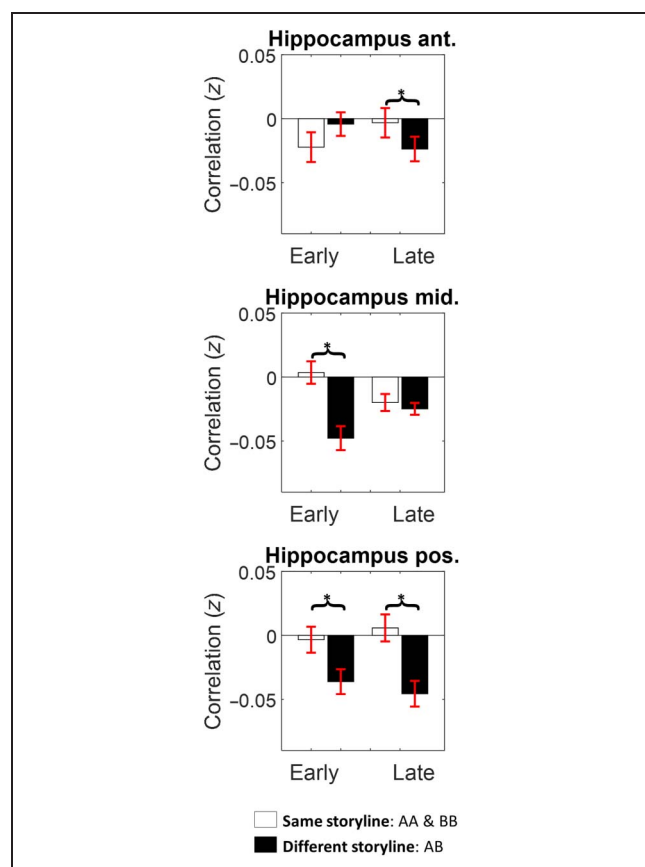 Hippocampus ant.
0.05
0
−0.05
Correlation (z)
*
Early Late
Hippocampus mid.
0.05
0
−0.05
Correlation (z)
*
Early Late
Hippocampus pos.
0.05
0
−0.05
Correlation (z)
* *
Early Late
Same storyline: AA & BB
Different storyline: AB